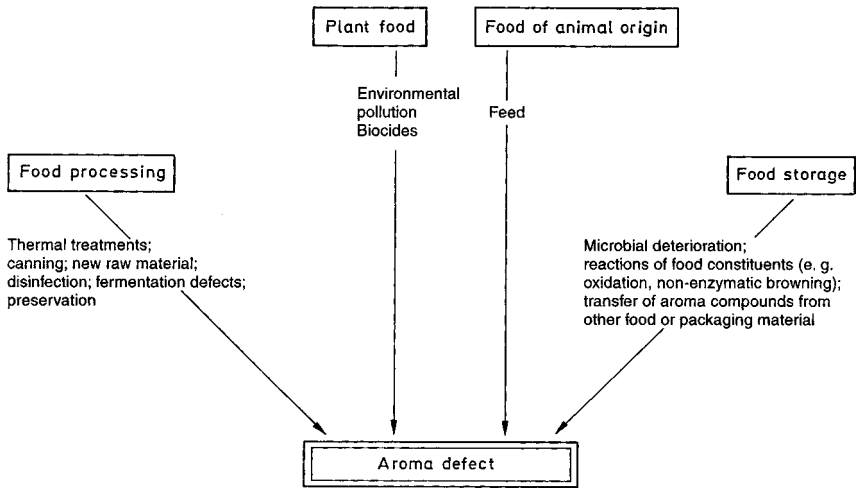 Plant food
Food of animal origin
Environmental
pollution
Biocides
Feed
Food processing
Food storage
Thermal treatments;
canning; new raw material;
disinfection; fermentation defects;
preservation
Microbial deterioration;
reactions of food constituents (e. g.
oxidation, non-enzymatic browning);
transfer of aroma compounds from
other food or packaging material
Aroma defect